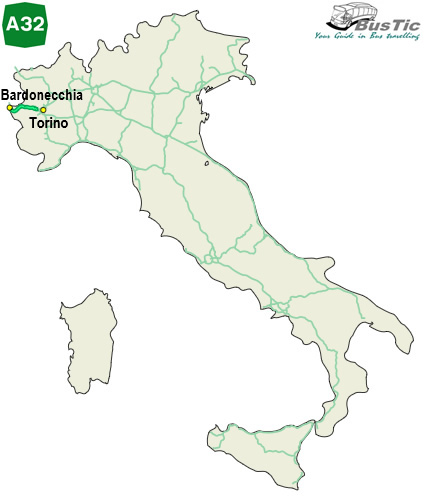 A32
BusTic
Your Guide in Bus travelling
Bardonecchia
Torino